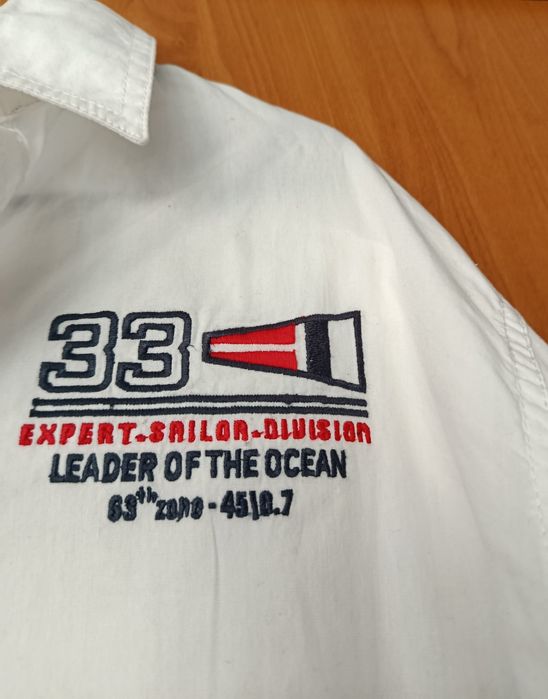 33
EXPERT-SAILOR-DIVISION
LEADER OF THE OCEAN
63th zone - 45\6.7